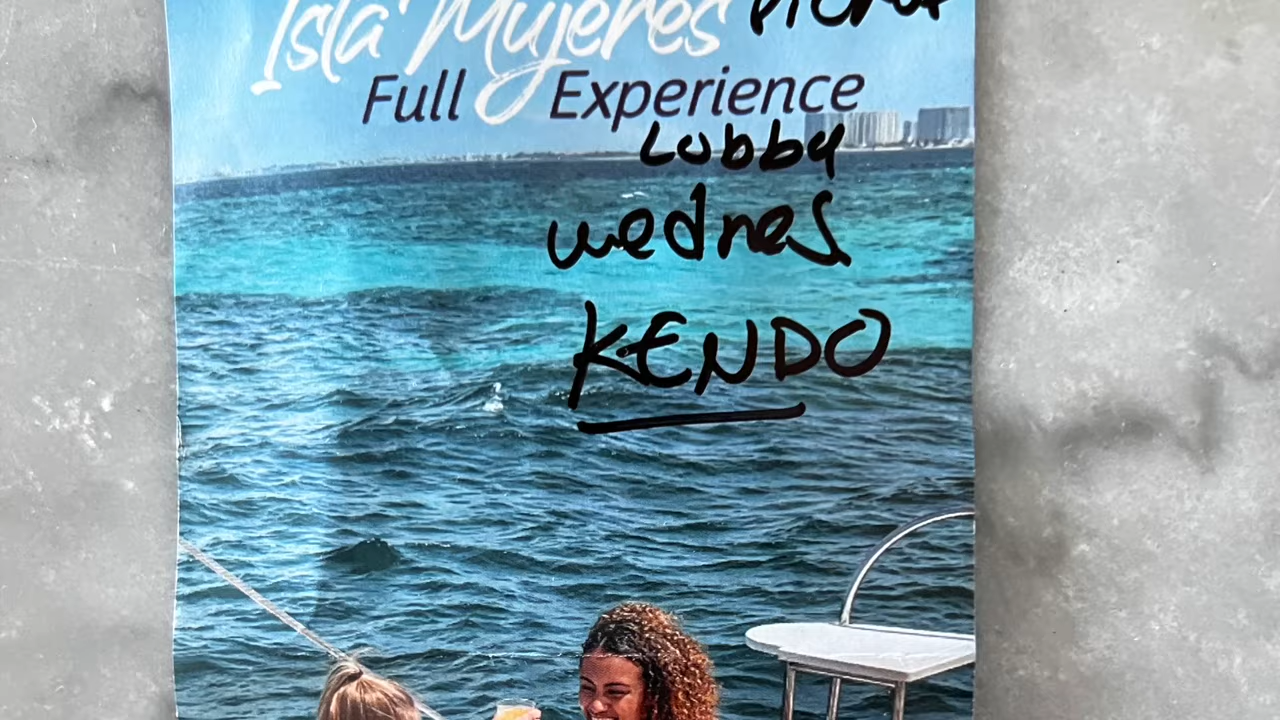 Isla Mujeres
Full Experience
Lobby
wednes
KENDO